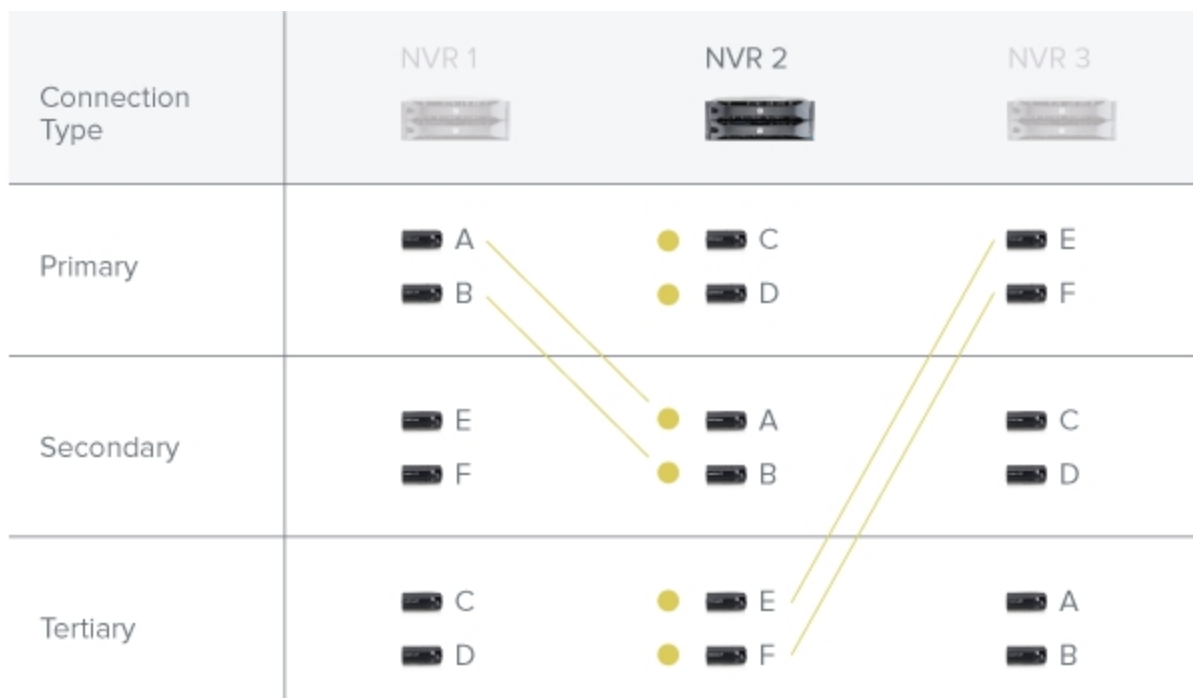 NVR 1
NVR 2
NVR 3
Connection
Type
Primary
A
C
E
B
D
F
Secondary
E
A
C
F
B
D
Tertiary
C
E
A
D
F
B